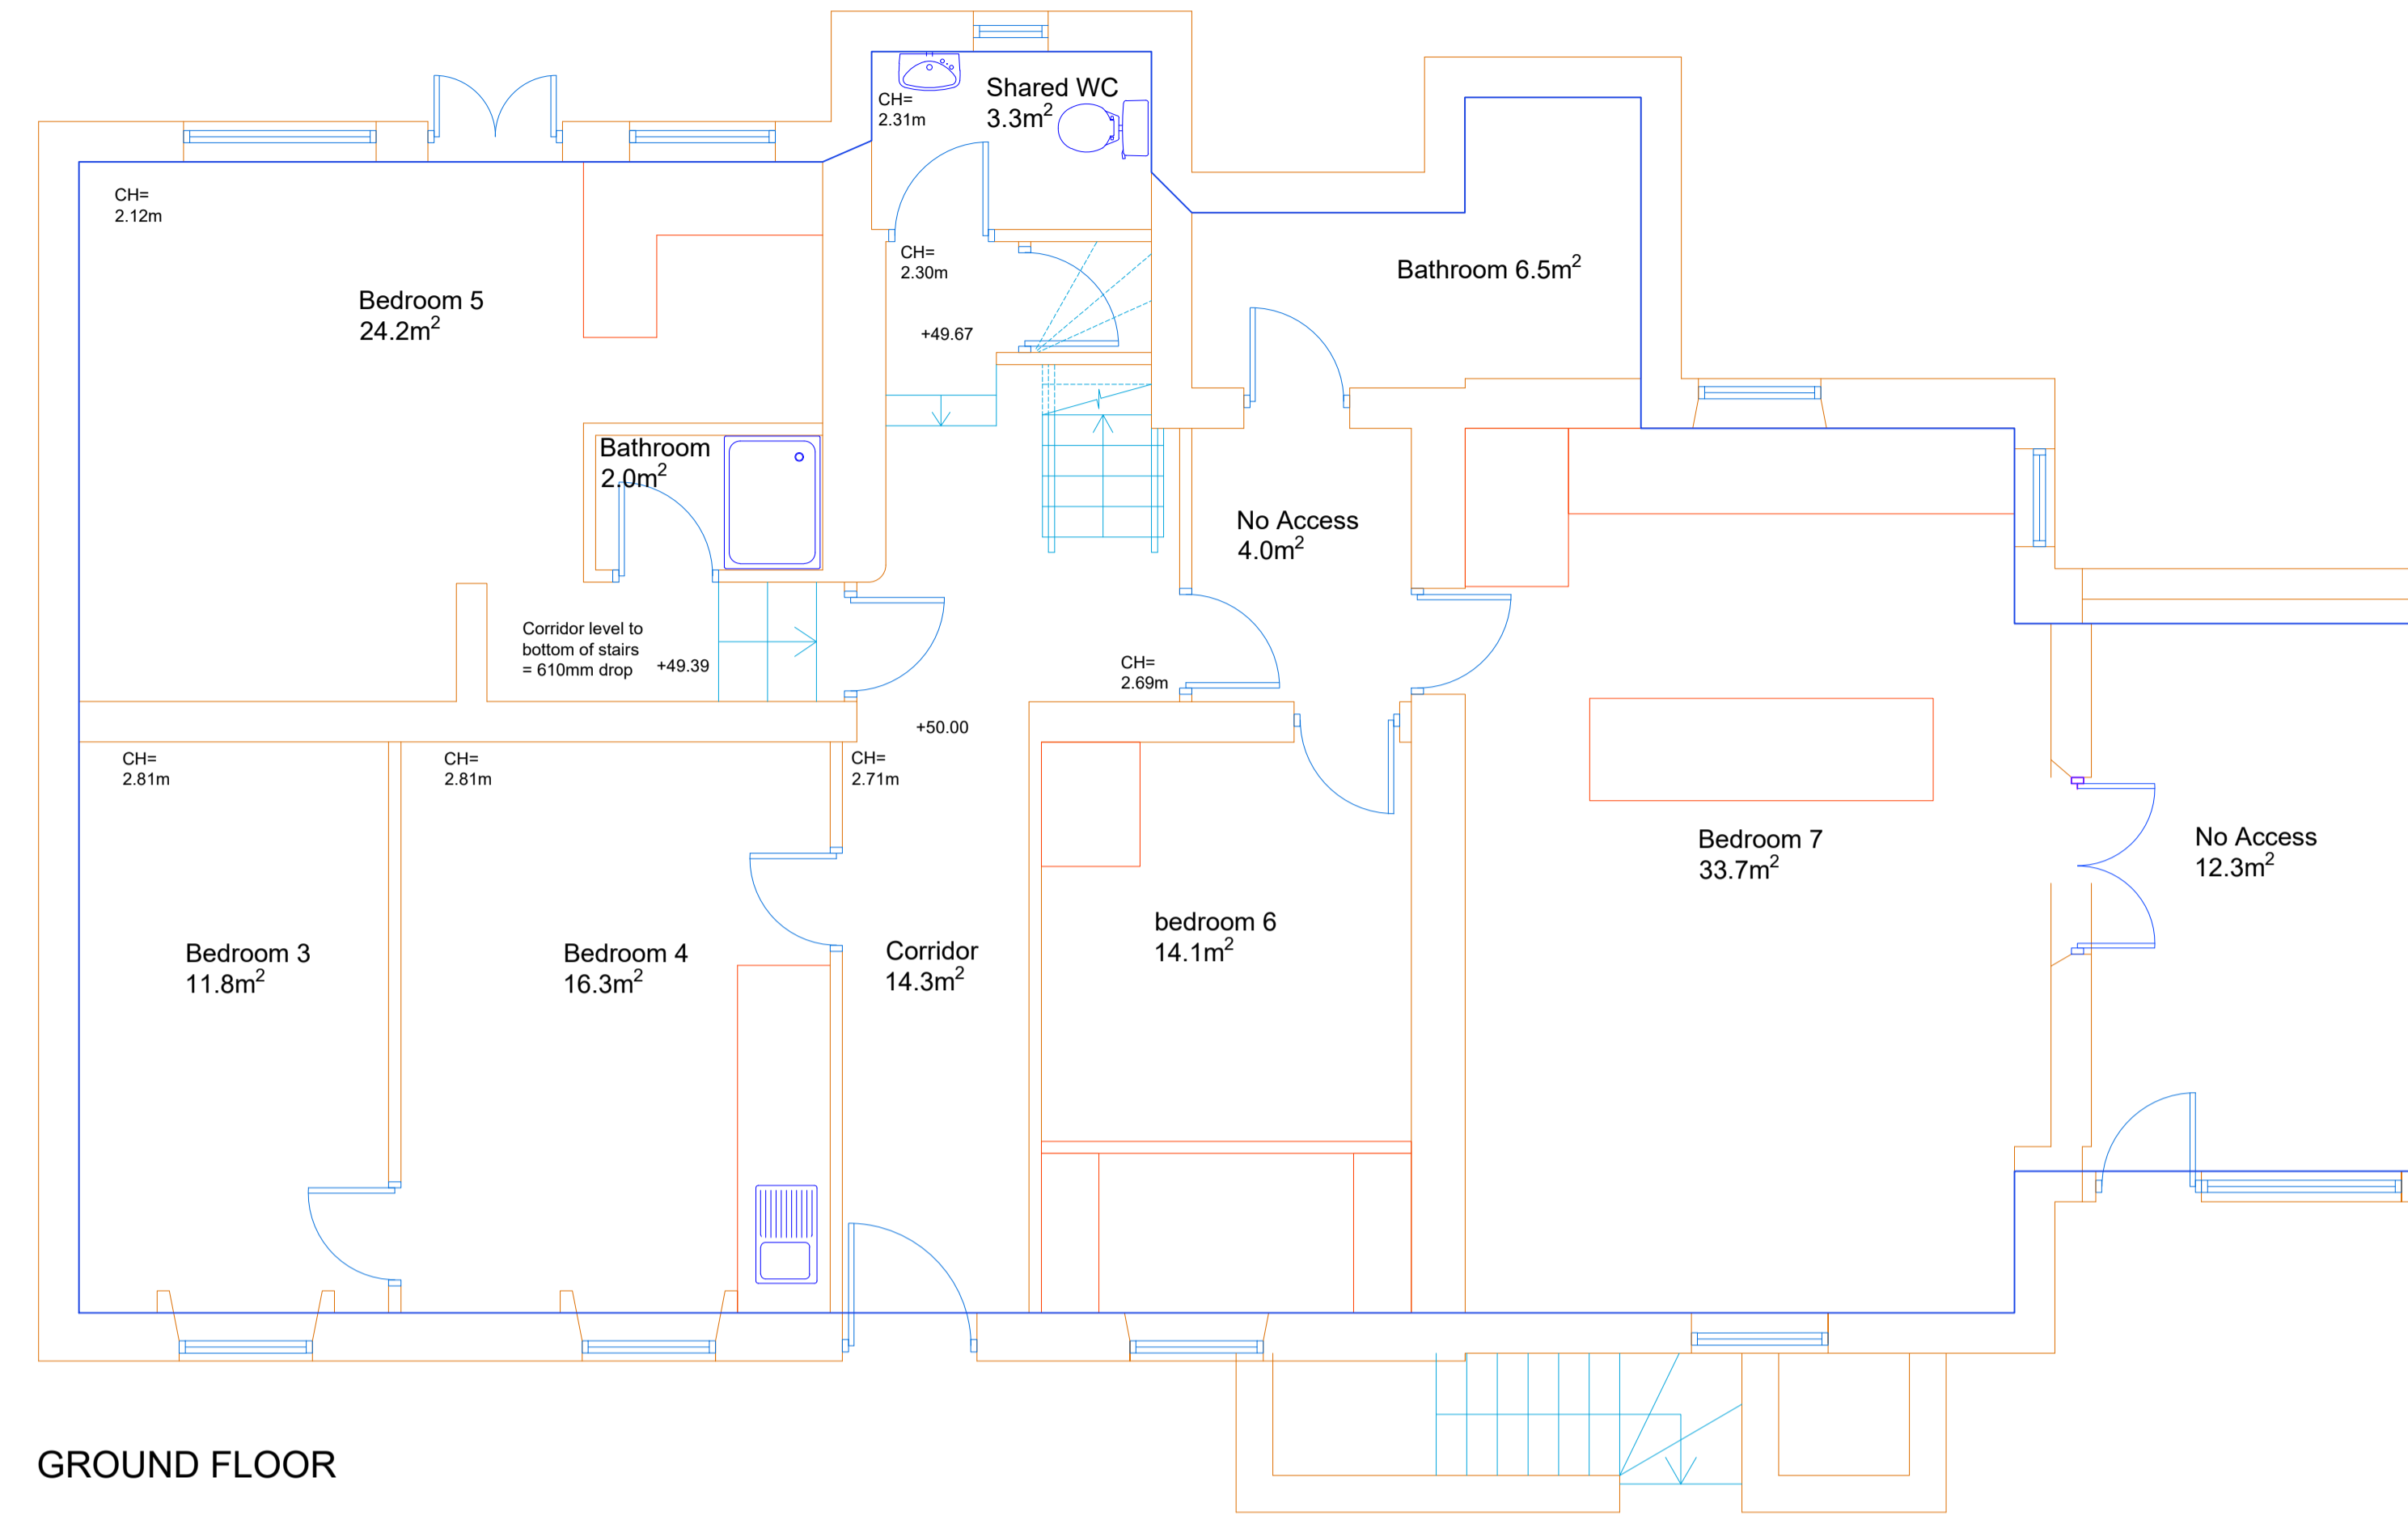 Shared WC
3.3m²
CH=
2.31m
CH=
2.12m
CH=
2.30m
Bathroom 6.5m²
Bedroom 5
24.2m²
+49.67
Bathroom
2.0m²
No Access
4.0m²
Corridor level to
bottom of stairs
= 610mm drop
+49.39
CH=
2.69m
+50.00
CH=
2.81m
CH=
2.81m
CH=
2.71m
Bedroom 7
33.7m²
No Access
12.3m²
bedroom 6
14.1m²
Bedroom 3
11.8m²
Bedroom 4
16.3m²
Corridor
14.3m²
GROUND FLOOR